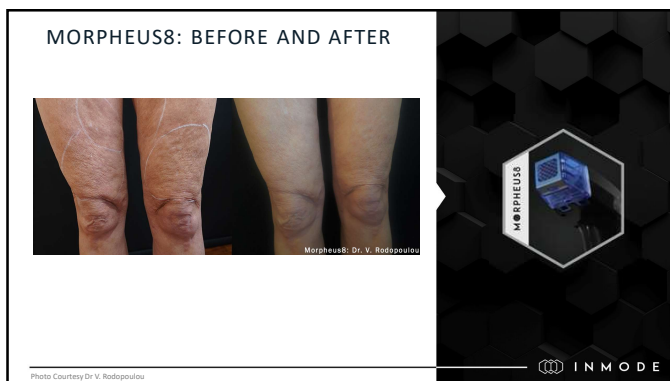 MORPHEUS8: BEFORE AND AFTER
Morpheus8: Dr. V. Rodopoulou
MORPHEUS8
Photo Courtesy Dr V. Rodopoulou
INMODE